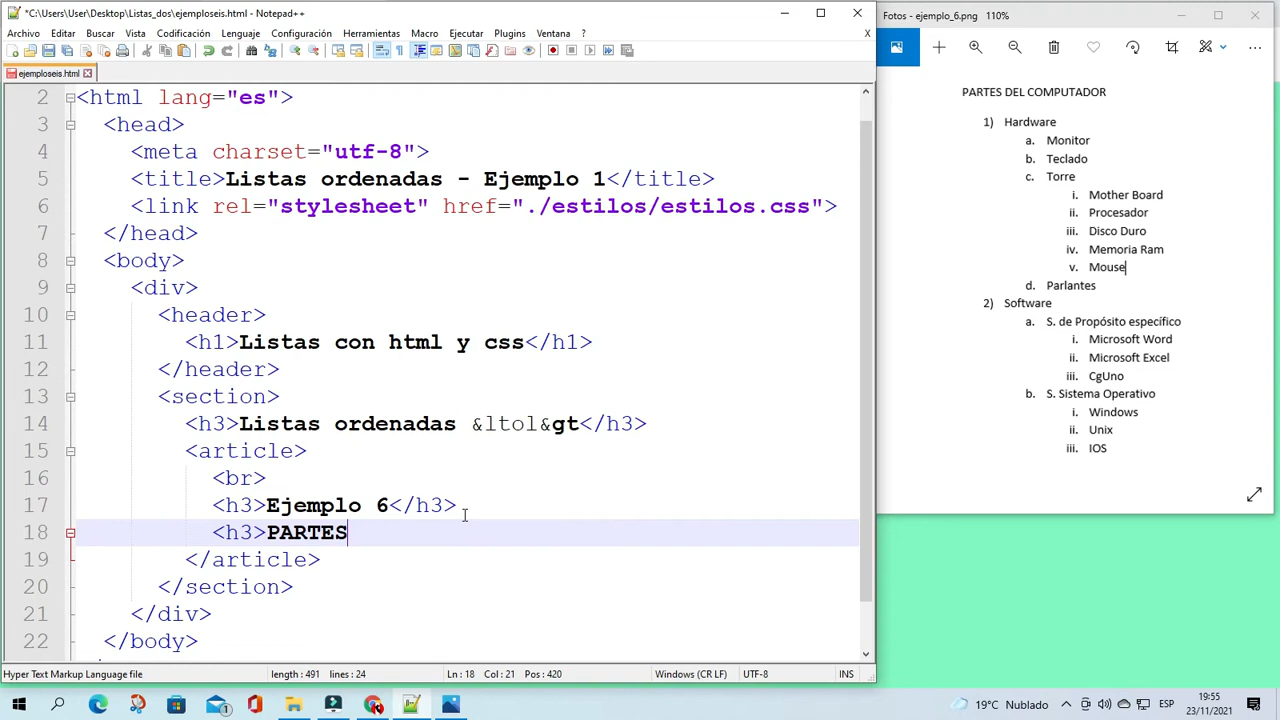 *C:\Users\User\Desktop\Listas_dos\ejemploseis.html - Notepad++
Archivo Editar Buscar Vista Codificación Lenguaje Configuración Herramientas Macro Ejecutar Plugins Ventana ? X
ejemploseis.html
2 <html lang="es">
3 <head>
4 <meta charset="utf-8">
5 <title>Listas ordenadas - Ejemplo 1</title>
6 <link rel="stylesheet" href="./estilos/estilos.css">
7 </head>
8 <body>
9 <div>
10 <header>
11 <h1>Listas con html y css</h1>
12 </header>
13 <section>
14 <h3>Listas ordenadas &ltol&gt</h3>
15 <article>
16 <br>
17 <h3>Ejemplo 6</h3>
18 <h3>PARTES
19 </article>
20 </section>
21 </div>
22 </body>
Hyper Text Markup Language file length : 491 lines : 24 Ln : 18 Col : 21 Pos : 420 Windows (CR LF) UTF-8 INS
Fotos - ejemplo_6.png 110%
PARTES DEL COMPUTADOR
1) Hardware
a. Monitor
b. Teclado
c. Torre
i. Mother Board
ii. Procesador
iii. Disco Duro
iv. Memoria Ram
v. Mouse
d. Parlantes
2) Software
a. S. de Propósito específico
i. Microsoft Word
ii. Microsoft Excel
iii. CgUno
b. S. Sistema Operativo
i. Windows
ii. Unix
iii. IOS
1
19°C Nublado
ESP
19:55
23/11/2021